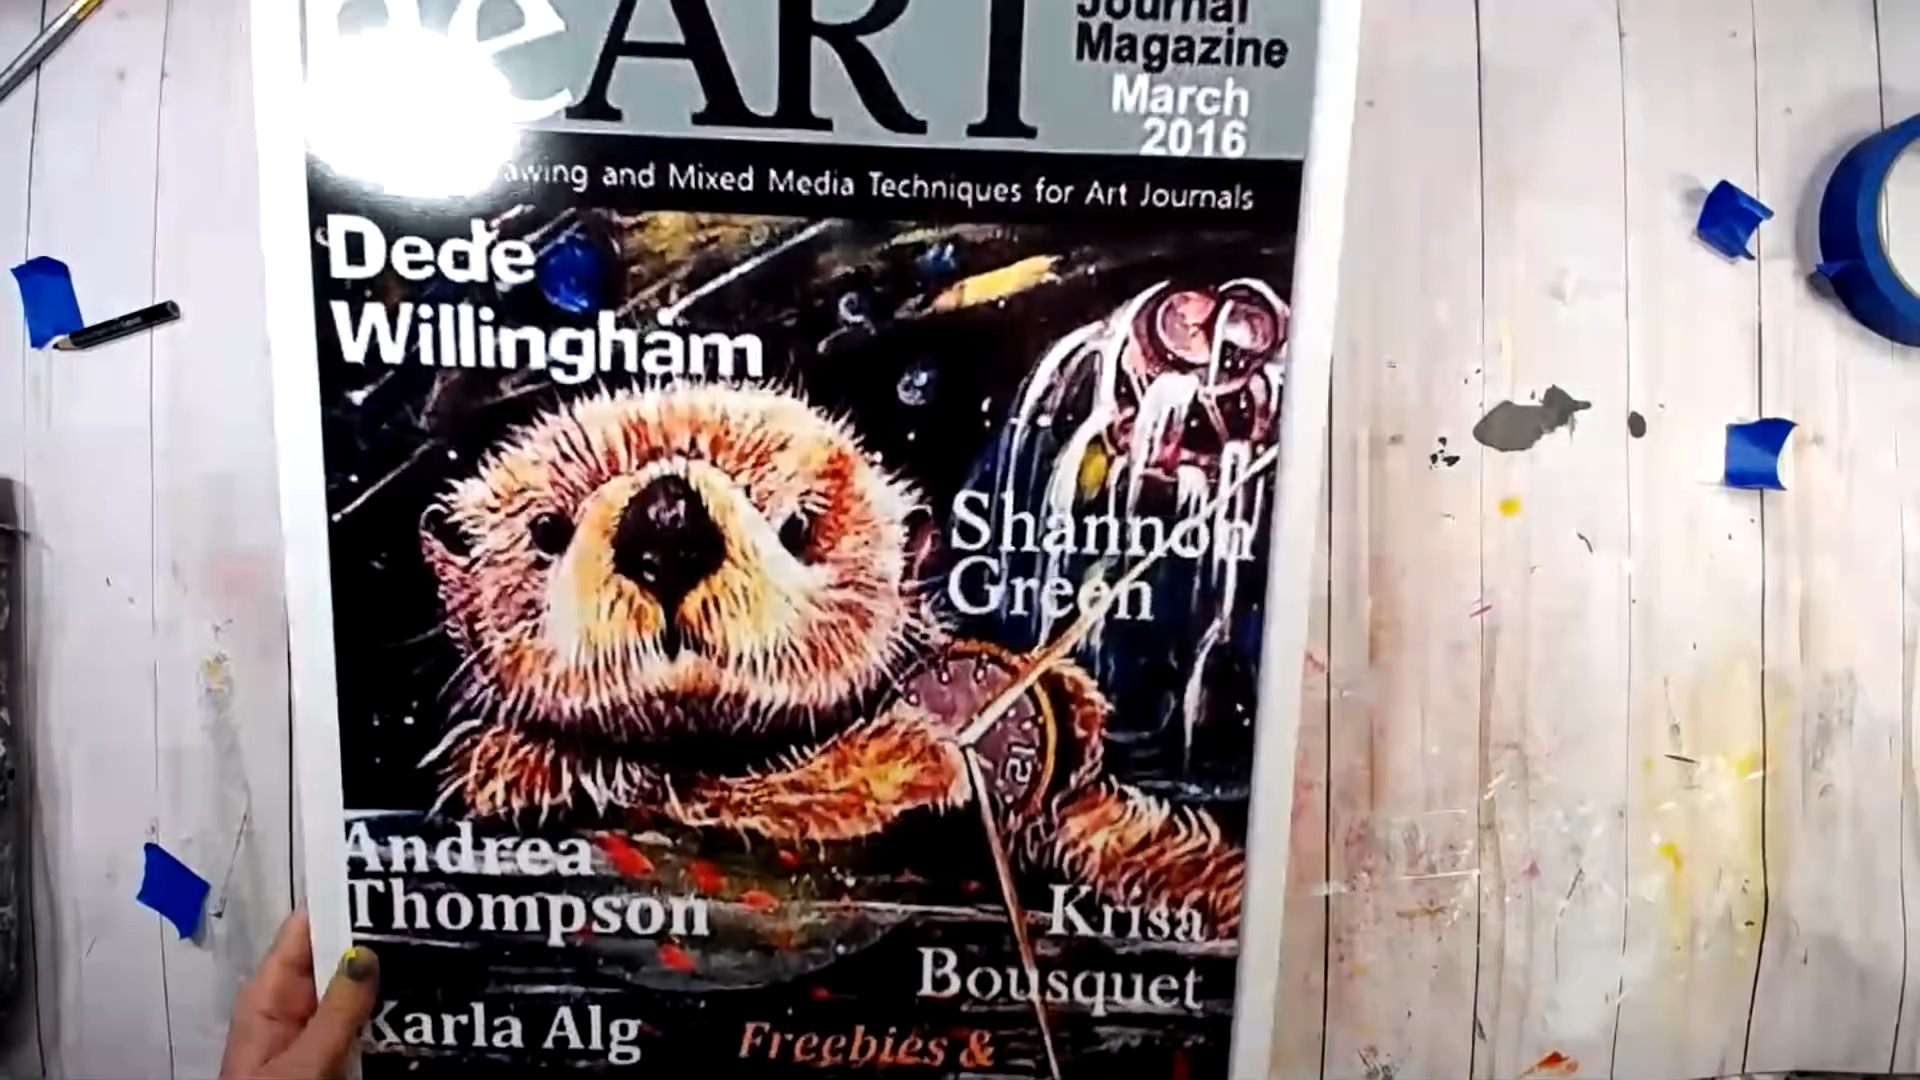 ART
Journal
Magazine
March
2016
and Mixed Media Techniques for Art Journals
Dede
Willingham
Shannon
Green
12
Andrea
Thompson
Krisa
Bousquet
Karla Alg
Freebies &